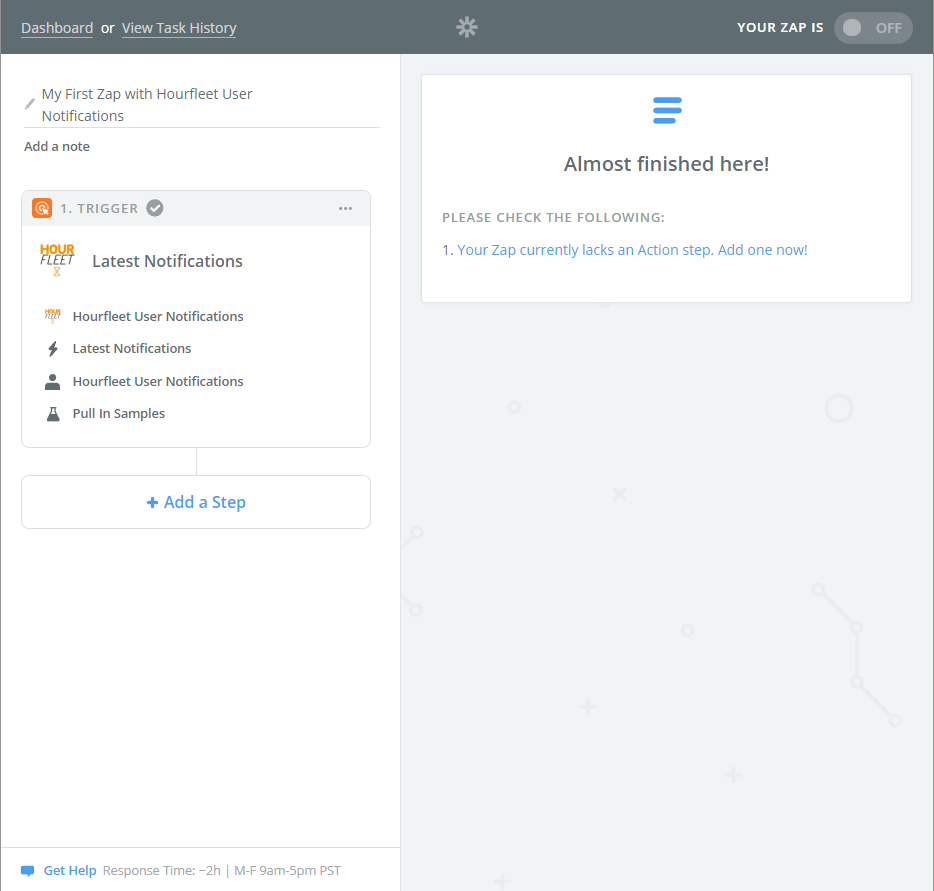 Dashboard or View Task History
YOUR ZAP IS OFF
My First Zap with Hourfleet User
Notifications
Add a note
1. TRIGGER
HOUR
FLEET
Latest Notifications
HOUR
FLEET
Hourfleet User Notifications
Latest Notifications
Hourfleet User Notifications
Pull In Samples
+ Add a Step
Get Help Response Time: ~2h | M-F 9am-5pm PST
Almost finished here!
PLEASE CHECK THE FOLLOWING:
1. Your Zap currently lacks an Action step. Add one now!